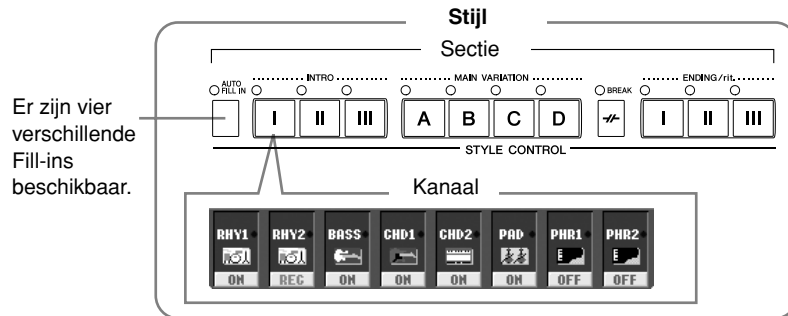 Stijl
Sectie
AUTO FILL IN
INTRO
MAIN VARIATION
BREAK
ENDING/rit.
I II III A B C D I II III
STYLE CONTROL
Er zijn vier
verschillende
Fill-ins
beschikbaar.
Kanaal
RHY1 RHY2 BASS CHD1 CHD2 PAD PHR1 PHR2
ON REC ON ON ON ON OFF OFF